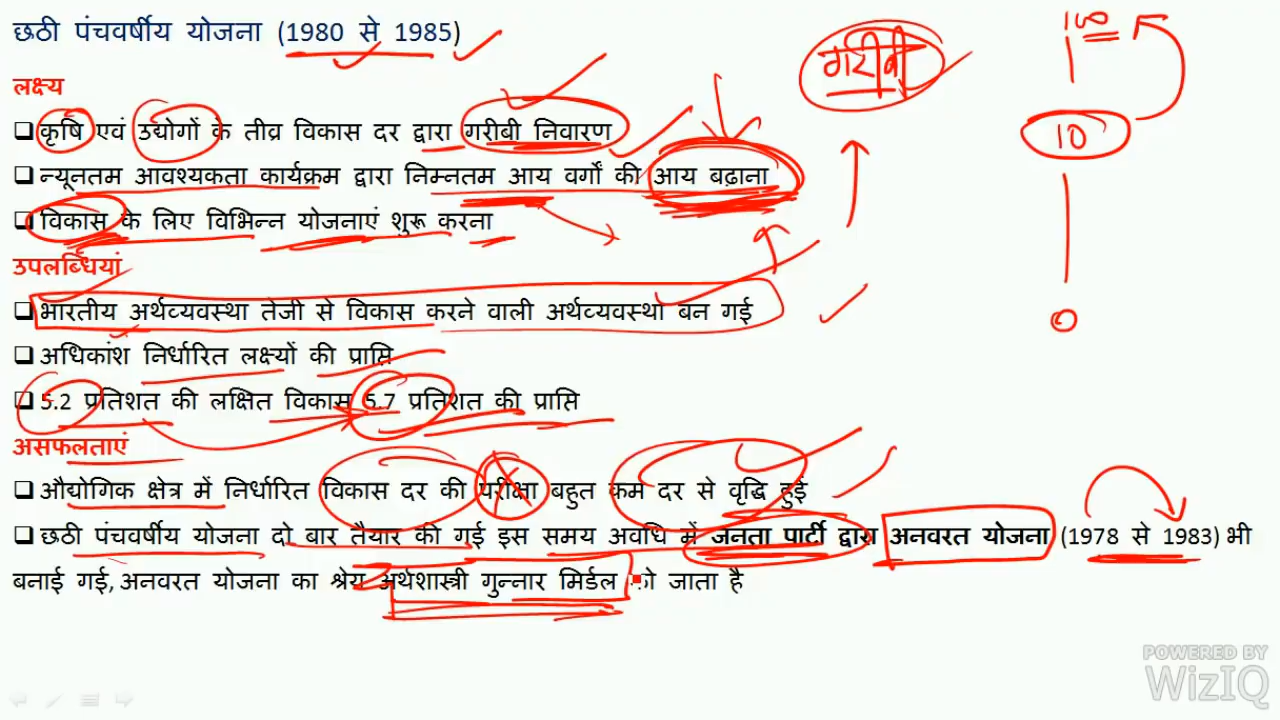 छठी पंचवर्षीय योजना (1980 से 1985)
गरीबी
100
लक्ष्य
❑ कृषि एवं उद्योगों के तीव्र विकास दर द्वारा गरीबी निवारण
10
❑ न्यूनतम आवश्यकता कार्यक्रम द्वारा निम्नतम आय वर्गों की आय बढ़ाना
❑ विकास के लिए विभिन्न योजनाएं शुरू करना
उपलब्धियां
❑ भारतीय अर्थव्यवस्था तेजी से विकास करने वाली अर्थव्यवस्था बन गई
0
❑ अधिकांश निर्धारित लक्ष्यों की प्राप्ति
❑ 5.2 प्रतिशत की लक्षित विकास 5.7 प्रतिशत की प्राप्ति
असफलताएं
❑ औद्योगिक क्षेत्र में निर्धारित विकास दर की परीक्षा बहुत कम दर से वृद्धि हुई
❑ छठी पंचवर्षीय योजना दो बार तैयार की गई इस समय अवधि में जनता पार्टी द्वारा अनवरत योजना (1978 से 1983) भी
बनाई गई, अनवरत योजना का श्रेय अर्थशास्त्री गुन्नार मिर्डल को जाता है
POWERED BY
WizIQ